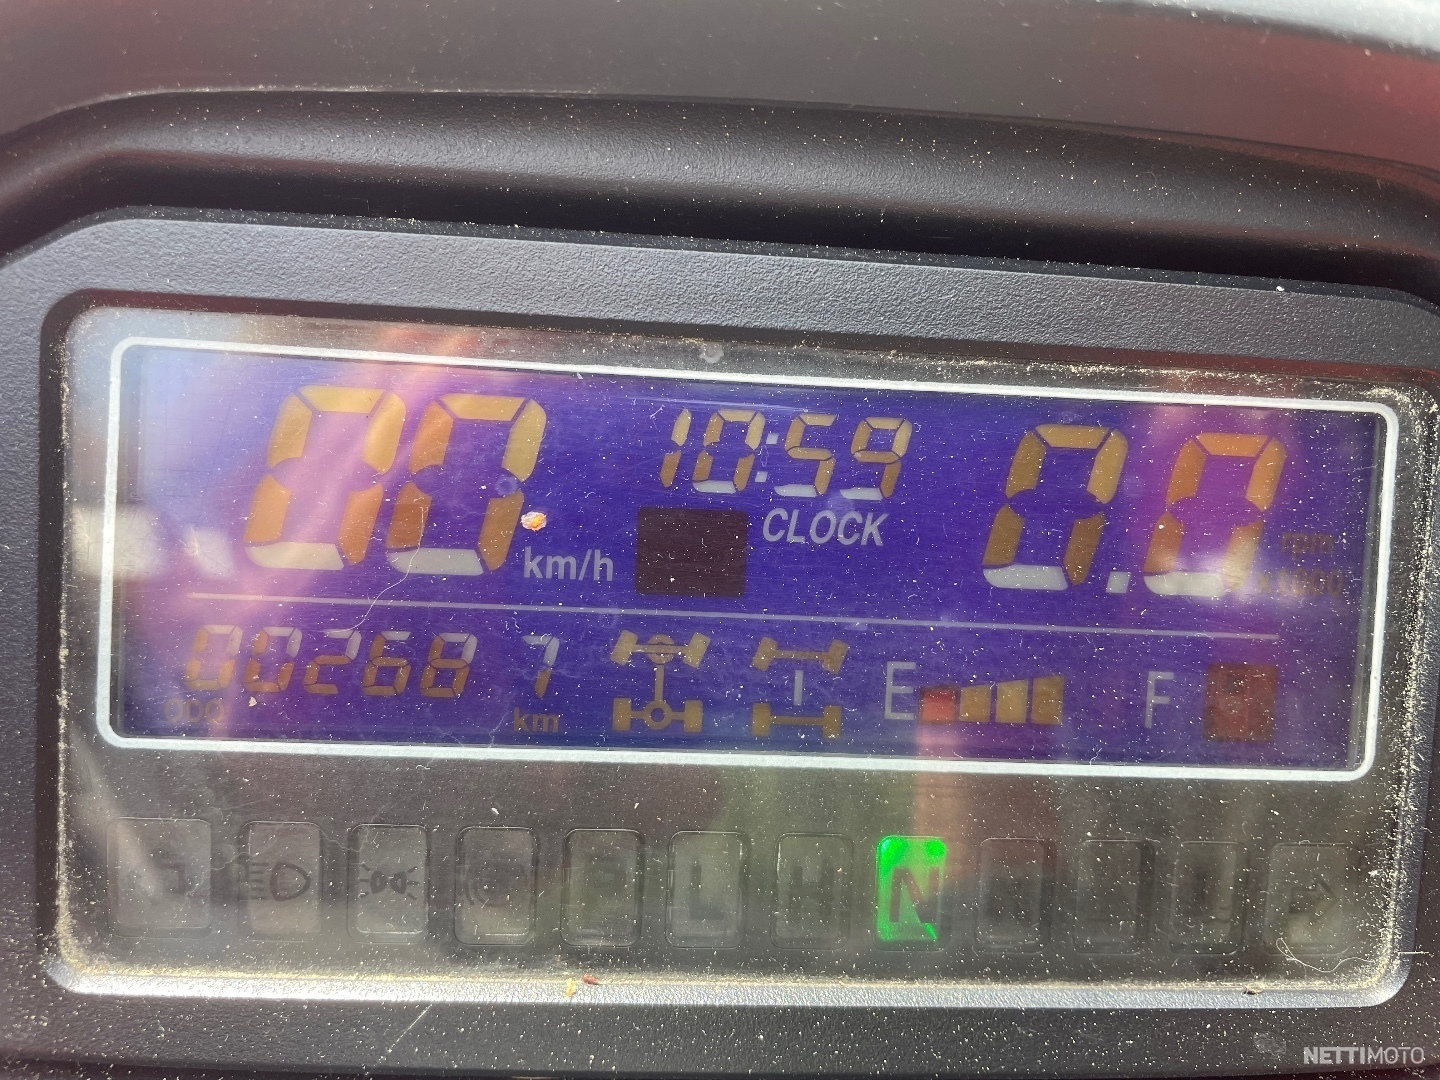 00 10:59 0.0
km/h CLOCK rpm
x1000
00268 7 E F
ODO km
L H N
NETTIMOTO